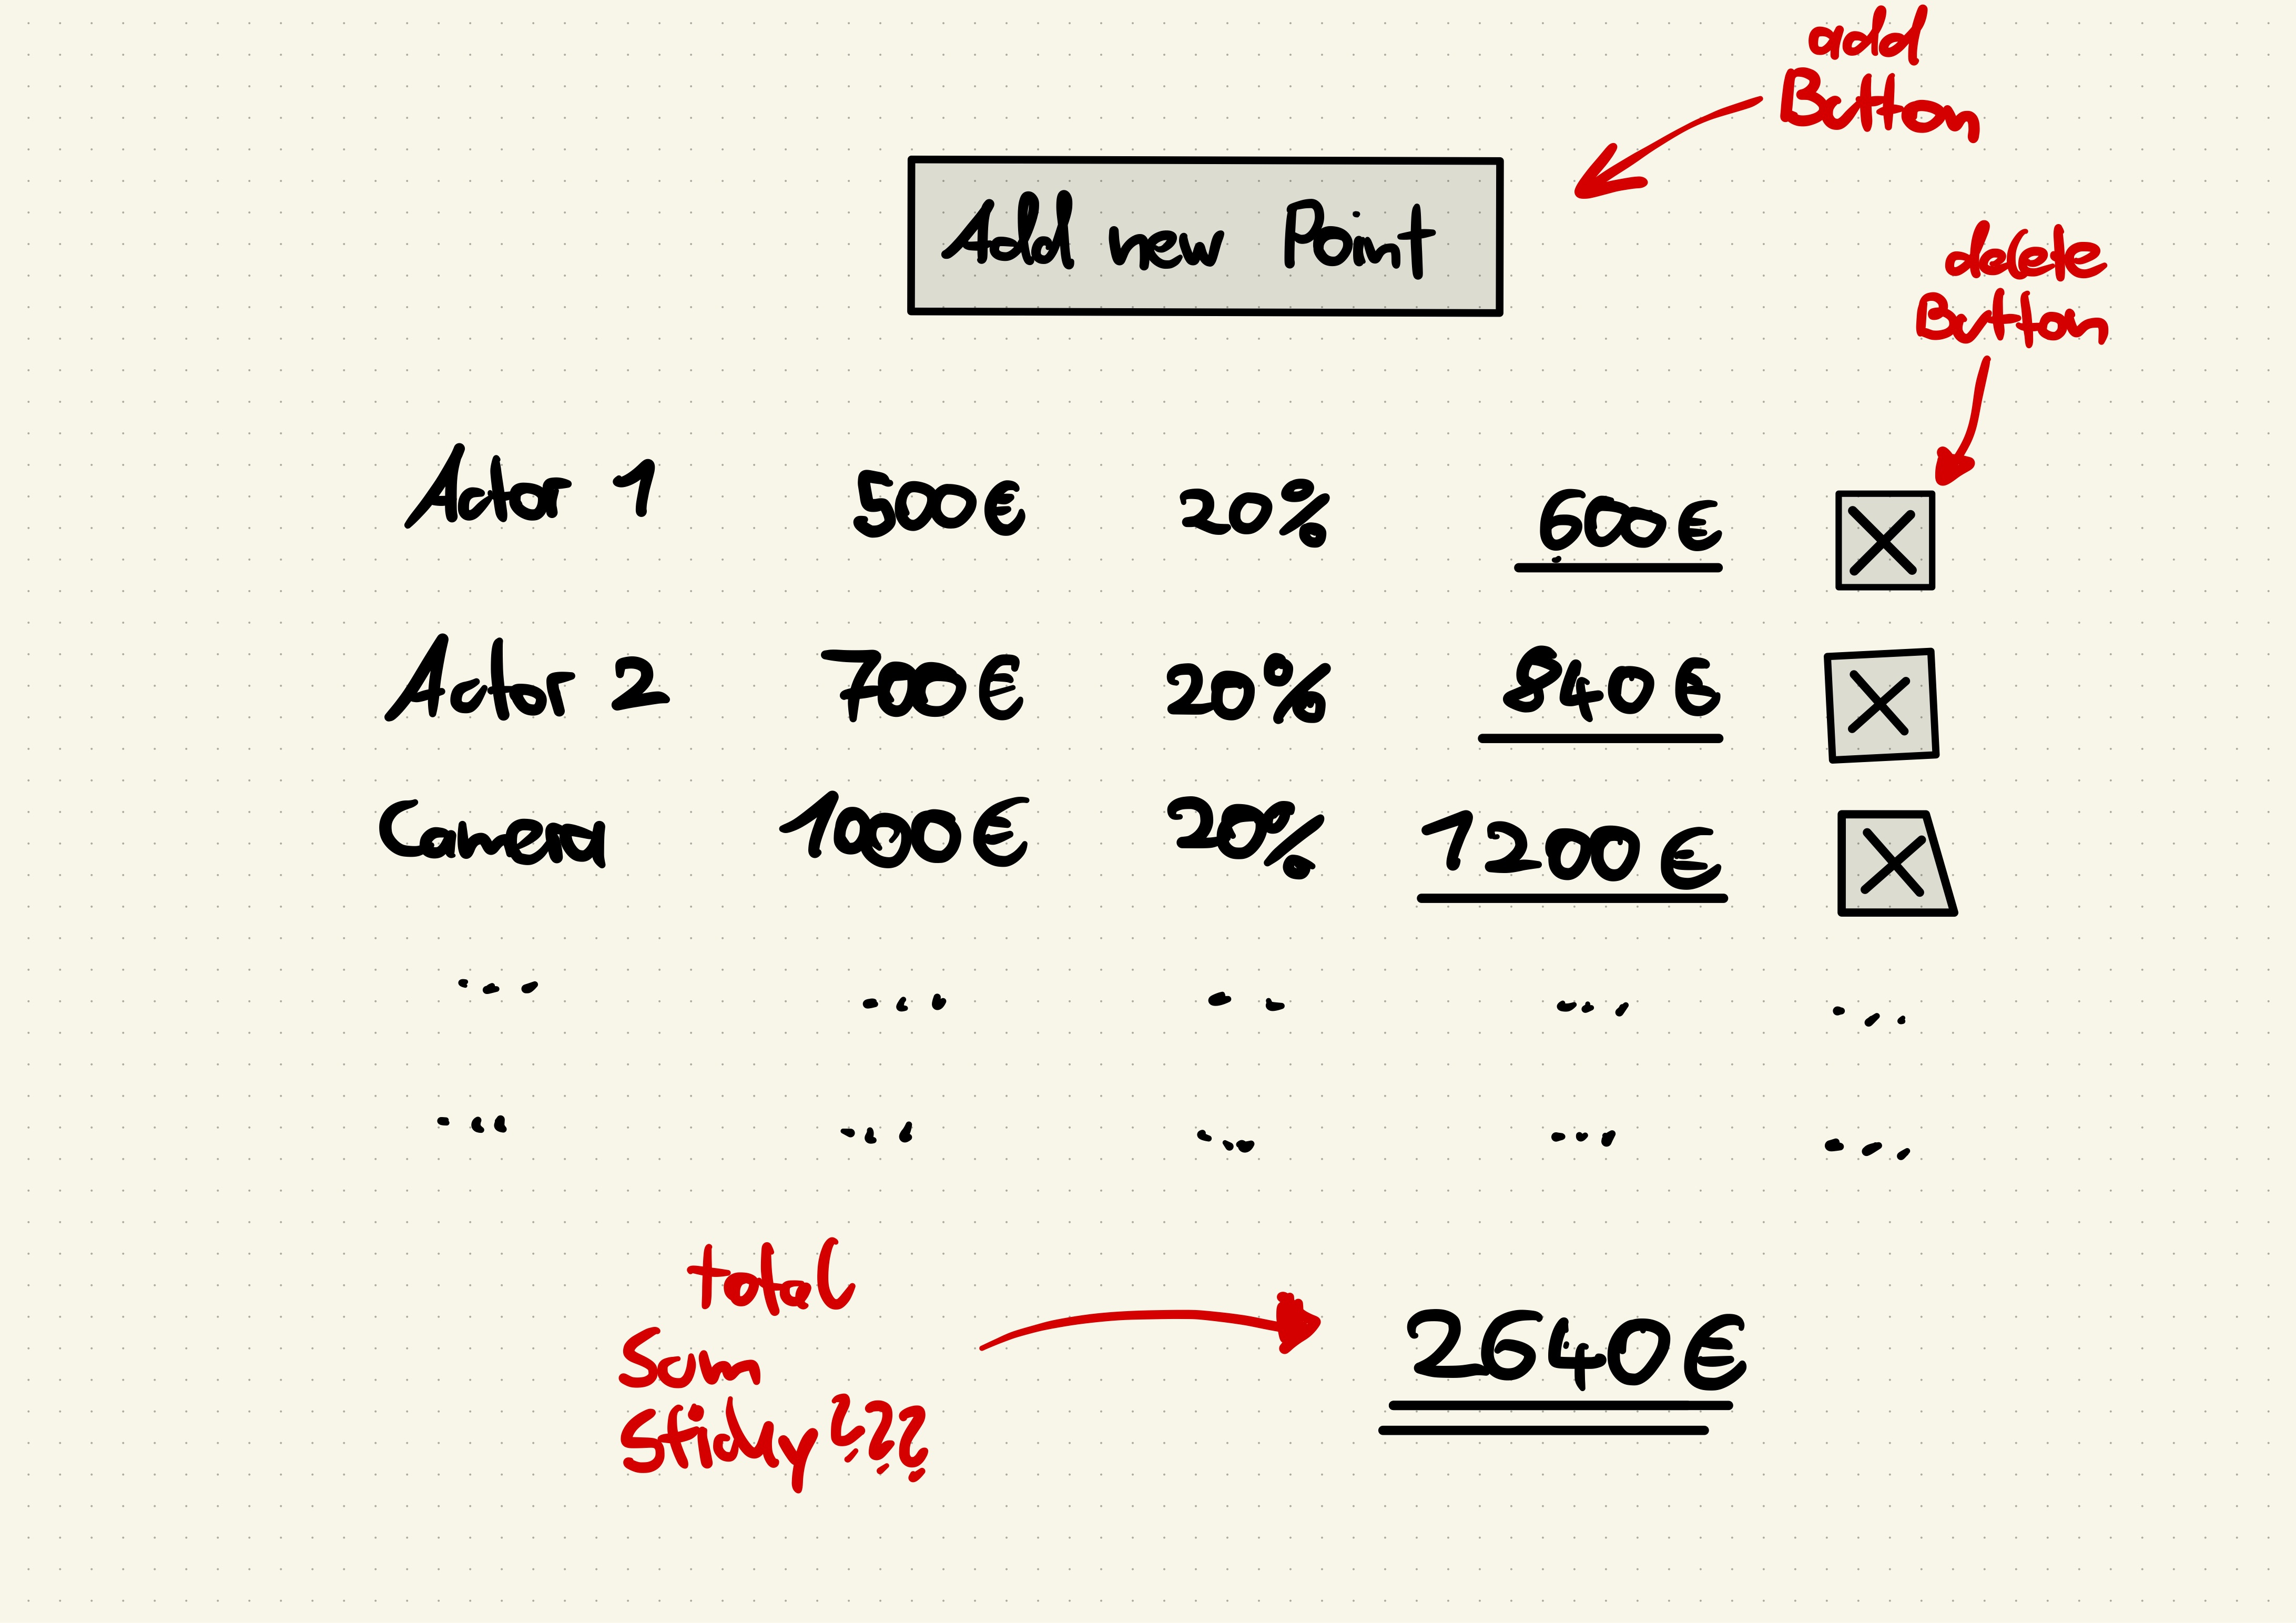 add
Button
Add new Point
delete
Button
Actor 1 500€ 20% 600€ X
Actor 2 700€ 20% 840€ X
Camera 1000€ 20% 1200€ X
... ... .. ... ...
... ... ... ... ...
total
Sum
Sticky???
2640€